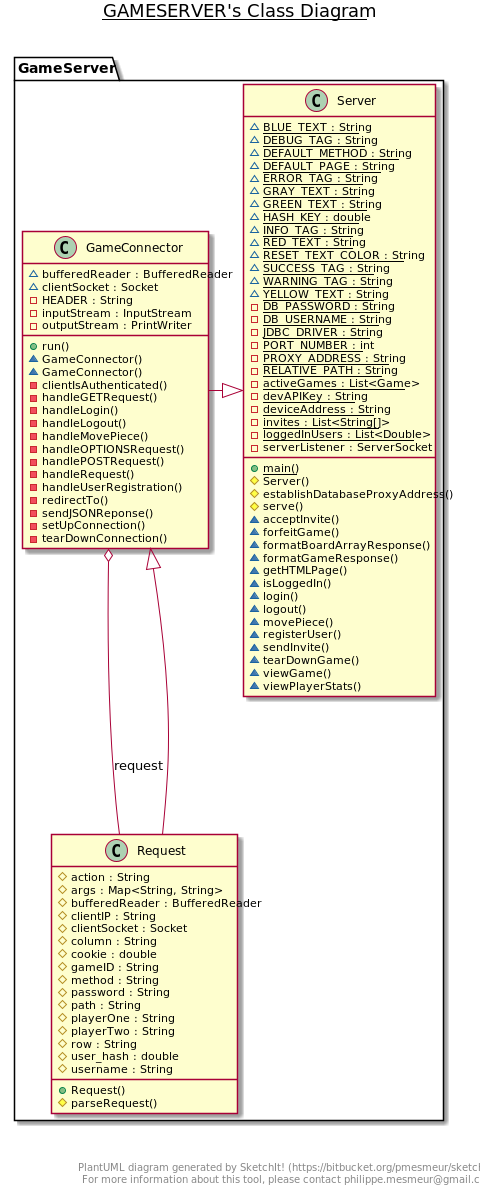 GAMESERVER's Class Diagram
GameServer
Server
BLUE_TEXT : String
DEBUG_TAG : String
DEFAULT_METHOD : String
DEFAULT_PAGE : String
ERROR_TAG : String
GRAY_TEXT : String
GREEN_TEXT : String
HASH_KEY : double
INFO_TAG : String
RED_TEXT : String
RESET_TEXT_COLOR : String
SUCCESS_TAG : String
WARNING_TAG : String
YELLOW_TEXT : String
DB_PASSWORD : String
DB_USERNAME : String
JDBC_DRIVER : String
PORT_NUMBER : int
PROXY_ADDRESS : String
RELATIVE_PATH : String
activeGames : List<Game>
devAPIKey : String
deviceAddress : String
invites : List<String[]>
loggedInUsers : List<Double>
serverListener : ServerSocket
main()
Server()
establishDatabaseProxyAddress()
serve()
acceptInvite()
forfeitGame()
formatBoardArrayResponse()
formatGameResponse()
getHTMLPage()
isLoggedIn()
login()
logout()
movePiece()
registerUser()
sendInvite()
tearDownGame()
viewGame()
viewPlayerStats()
GameConnector
bufferedReader : BufferedReader
clientSocket : Socket
HEADER : String
inputStream : InputStream
outputStream : PrintWriter
run()
GameConnector()
GameConnector()
clientIsAuthenticated()
handleGETRequest()
handleLogin()
handleLogout()
handleMovePiece()
handleOPTIONSRequest()
handlePOSTRequest()
handleRequest()
handleUserRegistration()
redirectTo()
sendJSONReponse()
setUpConnection()
tearDownConnection()
request
Request
action : String
args : Map<String, String>
bufferedReader : BufferedReader
clientIP : String
clientSocket : Socket
column : String
cookie : double
gameID : String
method : String
password : String
path : String
playerOne : String
playerTwo : String
row : String
user_hash : double
username : String
Request()
parseRequest()
PlantUML diagram generated by SketchIt! (https://bitbucket.org/pmesmeur/sketch
For more information about this tool, please contact philippe.mesmeur@gmail.c